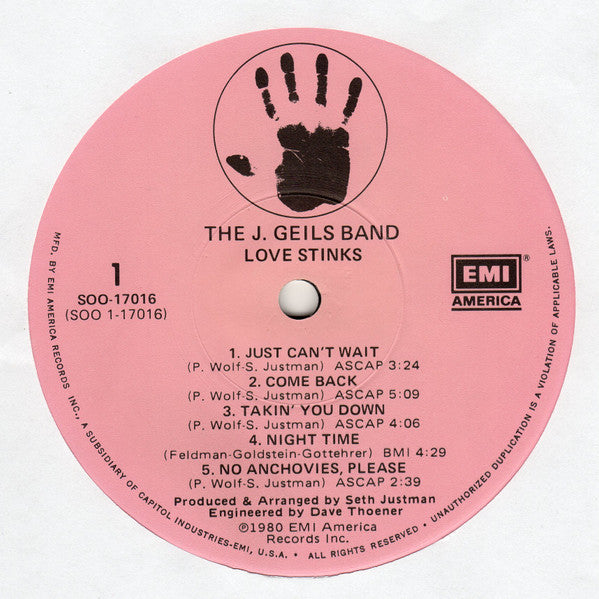 THE J. GEILS BAND
LOVE STINKS
1
SOO-17016
(SOO 1-17016)
EMI®
AMERICA
1. JUST CAN'T WAIT
(P. Wolf-S. Justman) ASCAP 3:24
2. COME BACK
(P. Wolf-S. Justman) ASCAP 5:09
3. TAKIN' YOU DOWN
(P. Wolf-S. Justman) ASCAP 4:06
4. NIGHT TIME
(Feldman-Goldstein-Gottehrer) BMI 4:29
5. NO ANCHOVIES, PLEASE
(P. Wolf-S. Justman) ASCAP 2:39
Produced & Arranged by Seth Justman
Engineered by Dave Thoener
℗1980 EMI America
Records Inc.
MFD. BY EMI AMERICA RECORDS, INC., A SUBSIDIARY OF CAPITOL INDUSTRIES-EMI, U.S.A. • ALL RIGHTS RESERVED. • UNAUTHORIZED DUPLICATION IS A VIOLATION OF APPLICABLE LAWS.